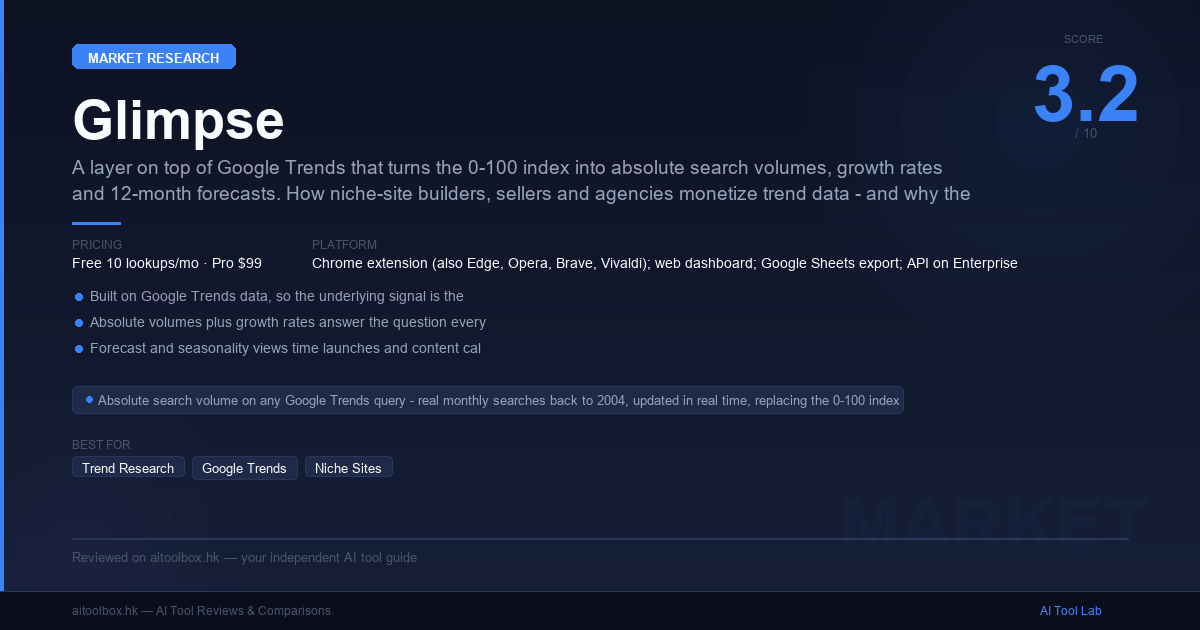 MARKET RESEARCH
SCORE
3.2
/ 10
Glimpse
A layer on top of Google Trends that turns the 0-100 index into absolute search volumes, growth rates
and 12-month forecasts. How niche-site builders, sellers and agencies monetize trend data - and why the
PRICING
Free 10 lookups/mo · Pro $99
PLATFORM
Chrome extension (also Edge, Opera, Brave, Vivaldi); web dashboard; Google Sheets export; API on Enterprise
Built on Google Trends data, so the underlying signal is the
Absolute volumes plus growth rates answer the question every
Forecast and seasonality views time launches and content cal
Absolute search volume on any Google Trends query - real monthly searches back to 2004, updated in real time, replacing the 0-100 index
BEST FOR
Trend Research
Google Trends
Niche Sites
MARKET
Reviewed on aitoolbox.hk — your independent AI tool guide
aitoolbox.hk — AI Tool Reviews & Comparisons
AI Tool Lab